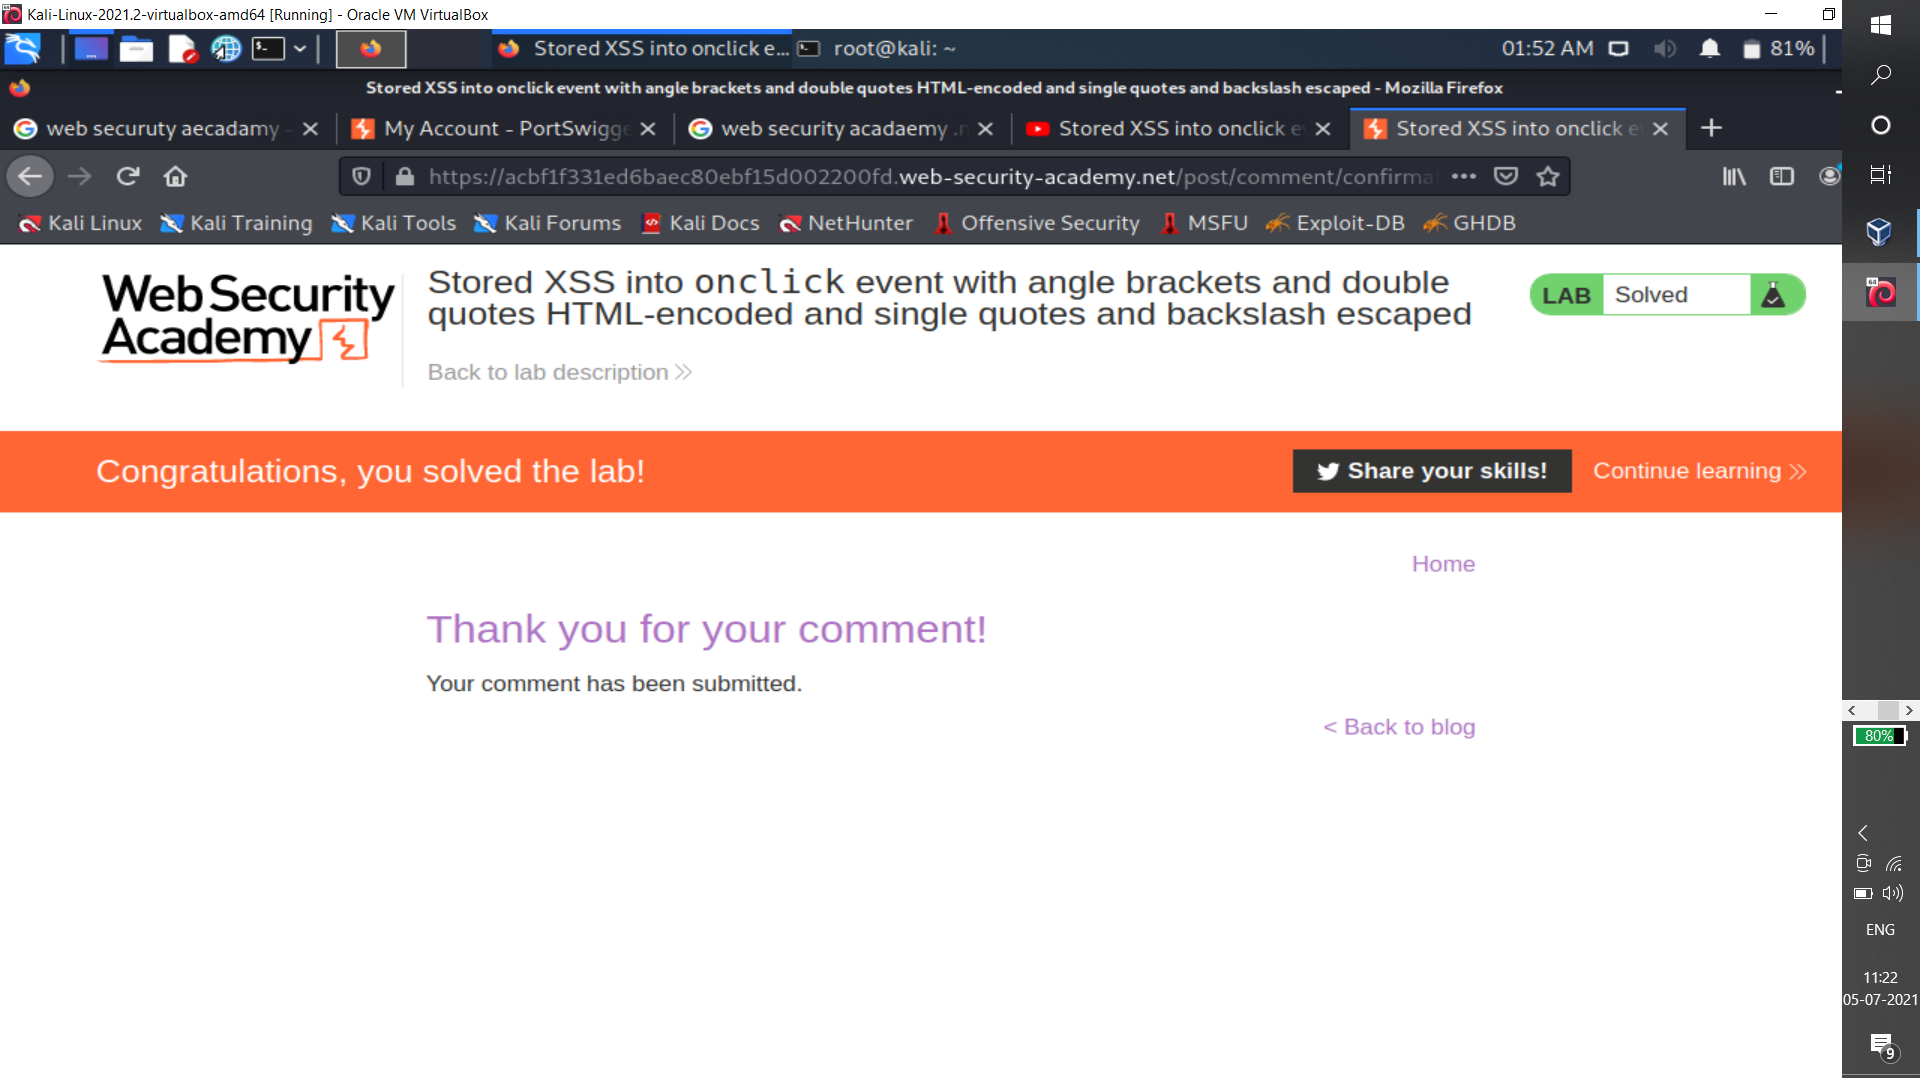 Kali-Linux-2021.2-virtualbox-amd64 [Running] - Oracle VM VirtualBox
Stored XSS into onclick e...
root@kali: ~
01:52 AM
81%
Stored XSS into onclick event with angle brackets and double quotes HTML-encoded and single quotes and backslash escaped - Mozilla Firefox
web securuty aecadamy -
My Account - PortSwigge
web security acadaemy .n
Stored XSS into onclick e
Stored XSS into onclick e
https://acbf1f331ed6baec80ebf15d002200fd.web-security-academy.net/post/comment/confirma
Kali Linux
Kali Training
Kali Tools
Kali Forums
Kali Docs
NetHunter
Offensive Security
MSFU
Exploit-DB
GHDB
Web Security
Academy
Stored XSS into onclick event with angle brackets and double
quotes HTML-encoded and single quotes and backslash escaped
Back to lab description
LAB Solved
Congratulations, you solved the lab!
Share your skills!
Continue learning
Home
Thank you for your comment!
Your comment has been submitted.
< Back to blog
64
80%
ENG
11:22
05-07-2021
9